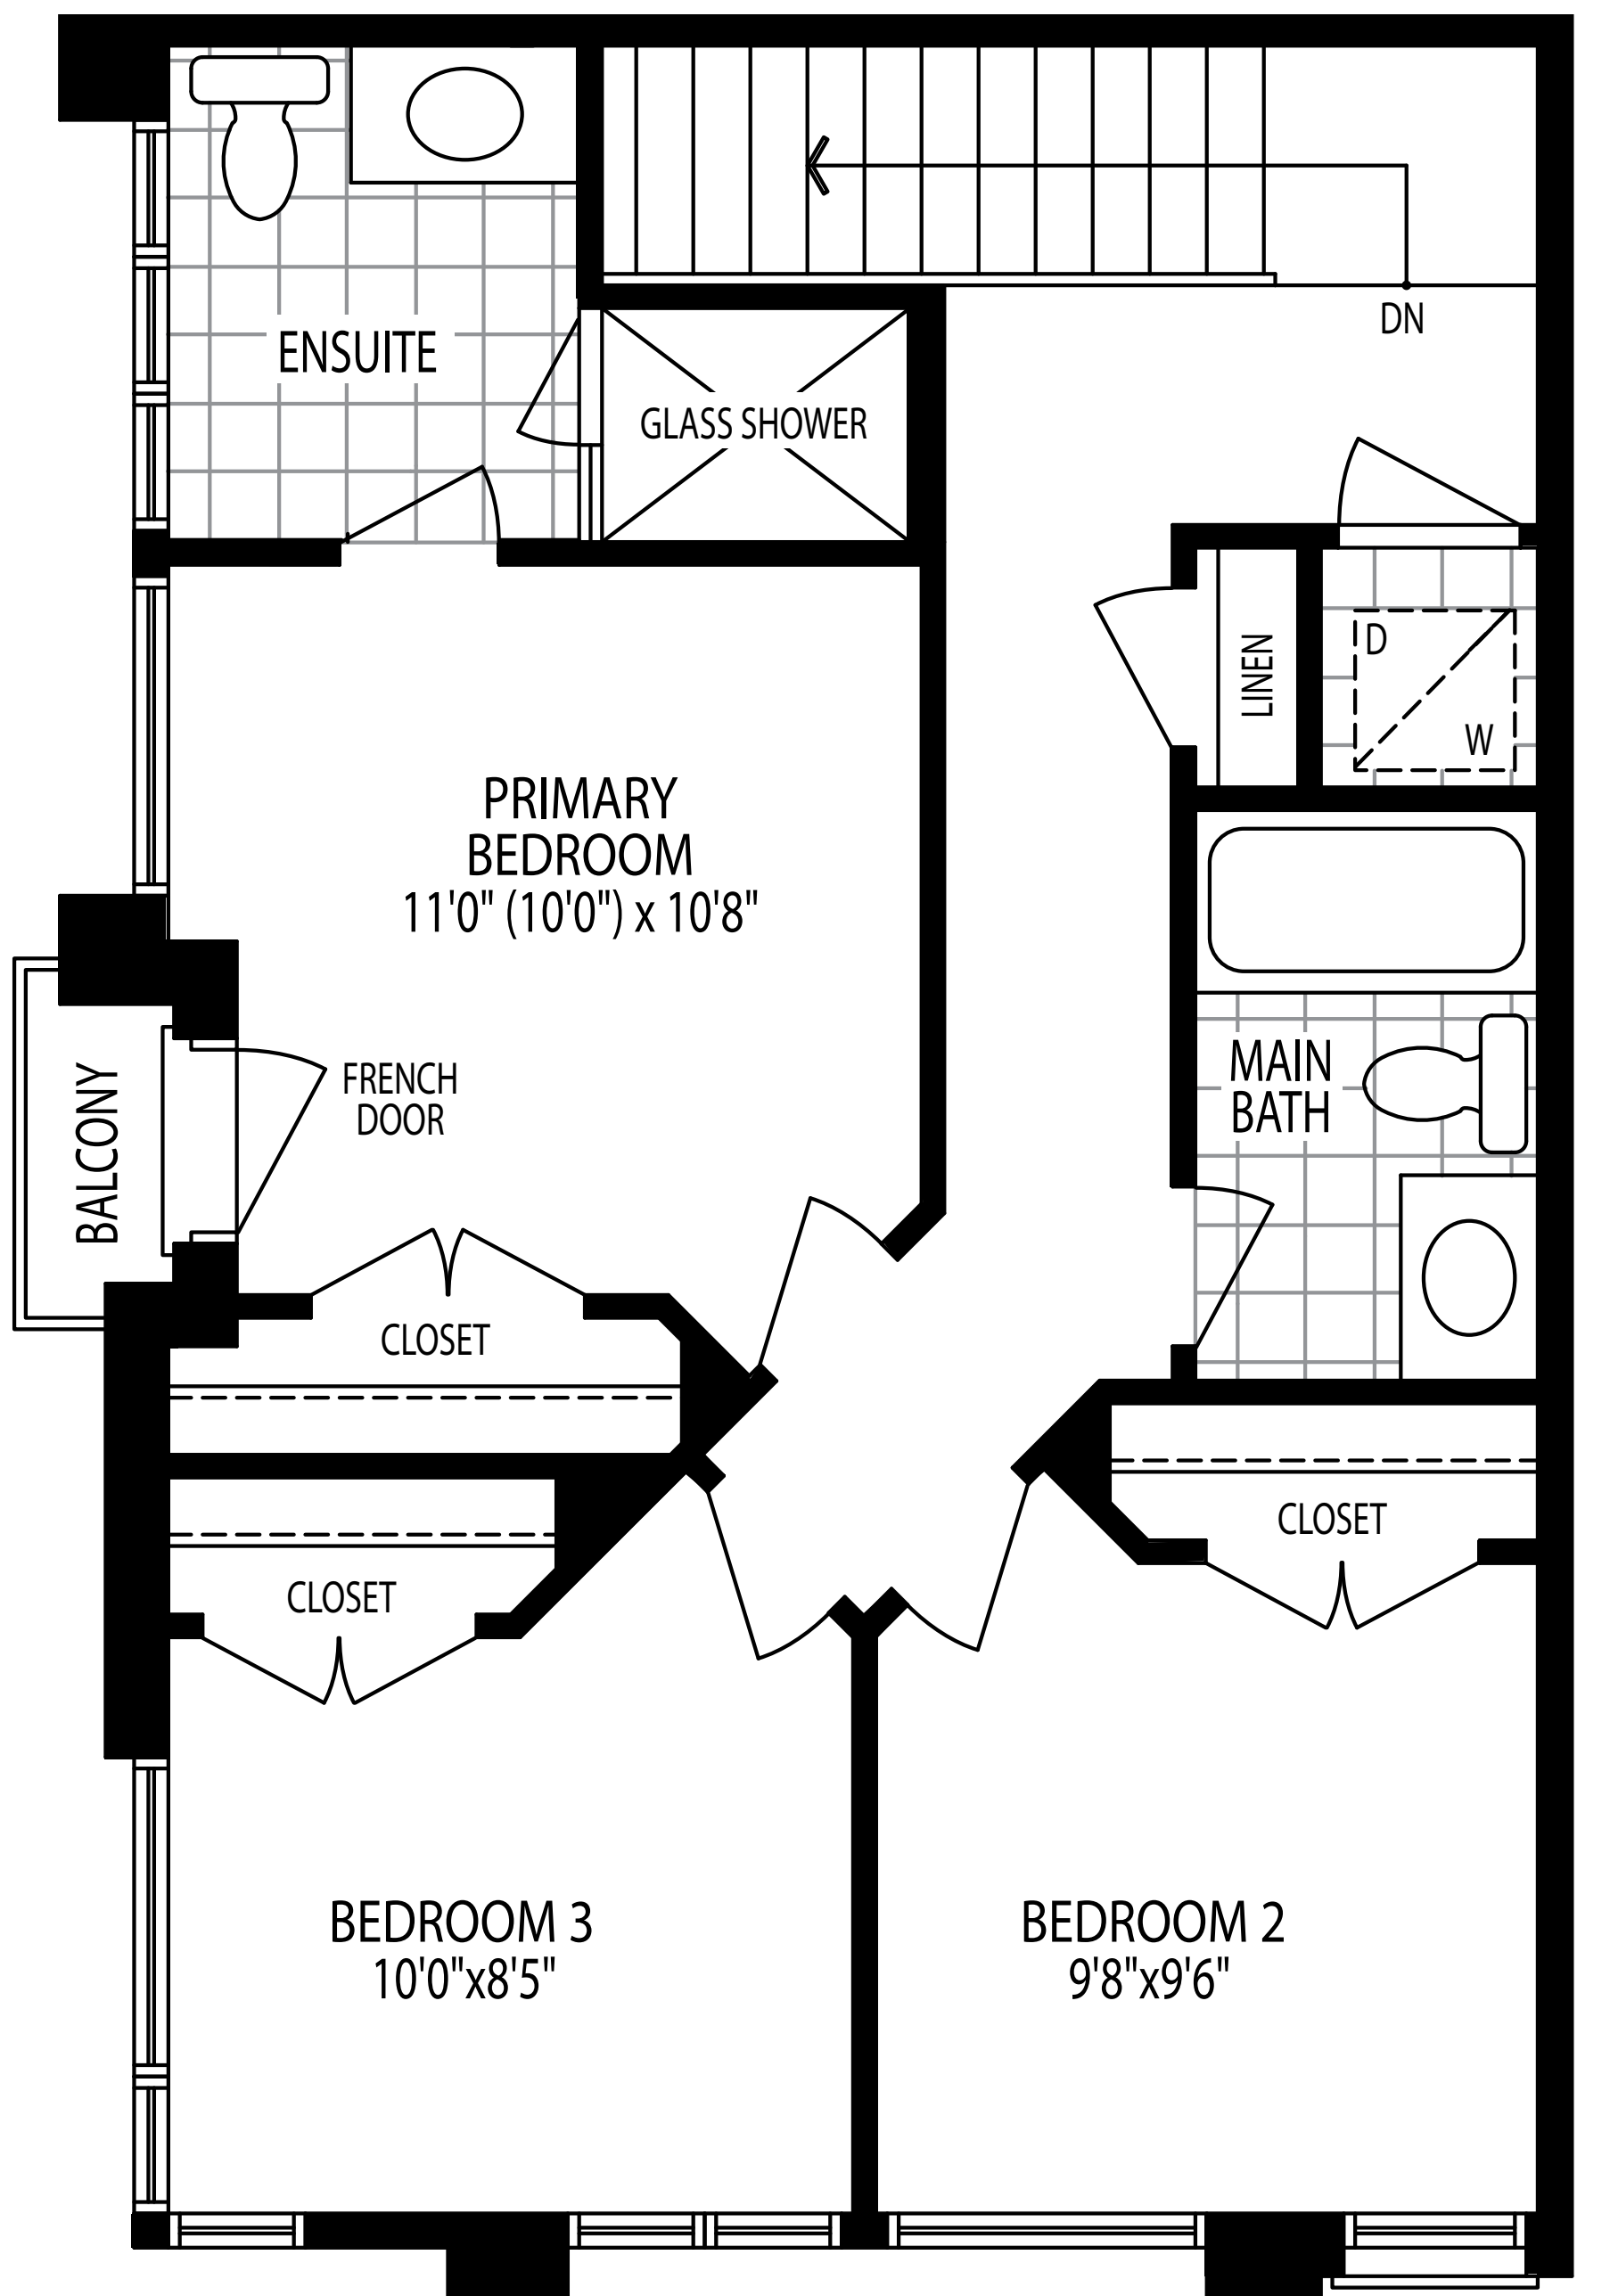 DN
ENSUITE
GLASS SHOWER
LINEN
D
W
PRIMARY
BEDROOM
11'0" (10'0") x 10'8"
MAIN
BATH
FRENCH
DOOR
BALCONY
CLOSET
CLOSET
CLOSET
BEDROOM 3
10'0"x8'5"
BEDROOM 2
9'8"x9'6"